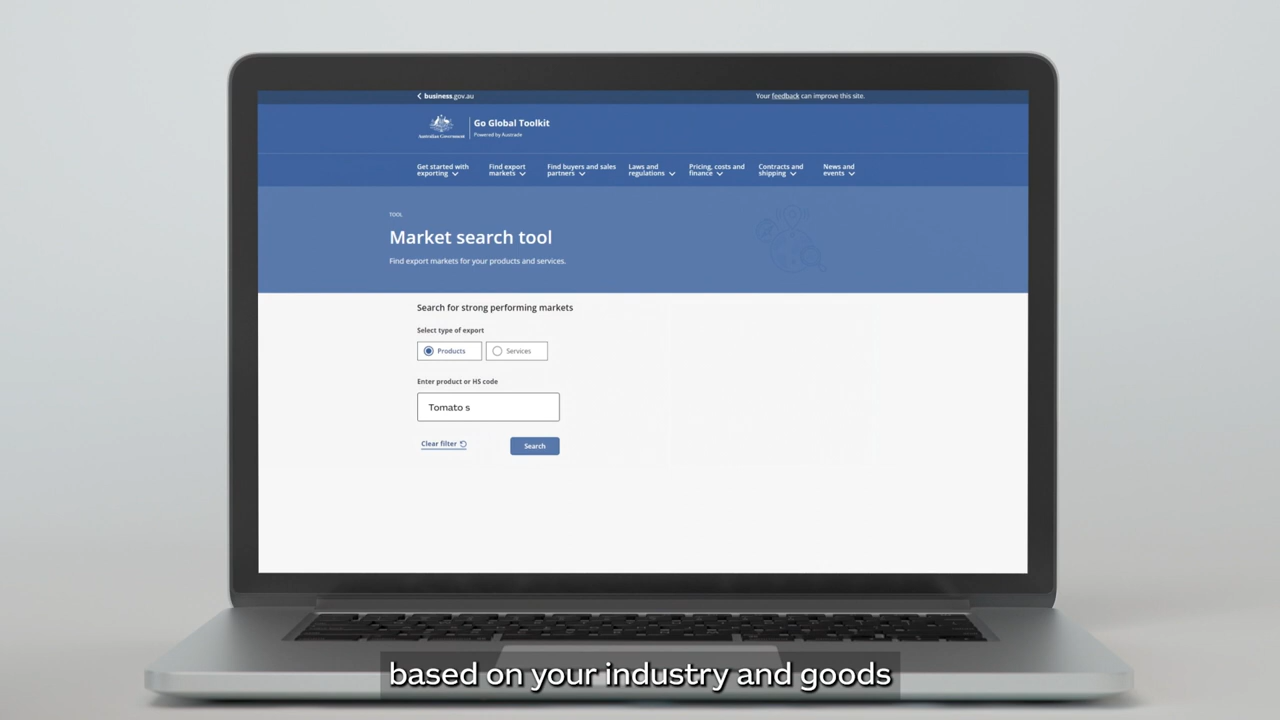 business.gov.au
Your feedback can improve this site.
Australian Government
Go Global Toolkit
Powered by Austrade
Get started with
exporting
Find export
markets
Find buyers and sales
partners
Laws and
regulations
Pricing, costs and
finance
Contracts and
shipping
News and
events
TOOL
Market search tool
Find export markets for your products and services.
Search for strong performing markets
Select type of export
Products
Services
Enter product or HS code
Tomato s
Clear filter
Search
based on your industry and goods